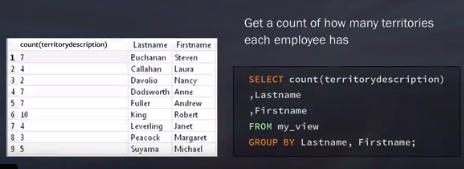 Get a count of how many territories
each employee has
count(territorydescription) Lastname Firstname
1 7 Buchanan Steven
2 4 Callahan Laura
3 2 Davolio Nancy
4 7 Dodsworth Anne
5 7 Fuller Andrew
6 10 King Robert
7 4 Leverling Janet
8 3 Peacock Margaret
9 5 Suyama Michael
SELECT count(territorydescription)
,Lastname
,Firstname
FROM my_view
GROUP BY Lastname, Firstname;